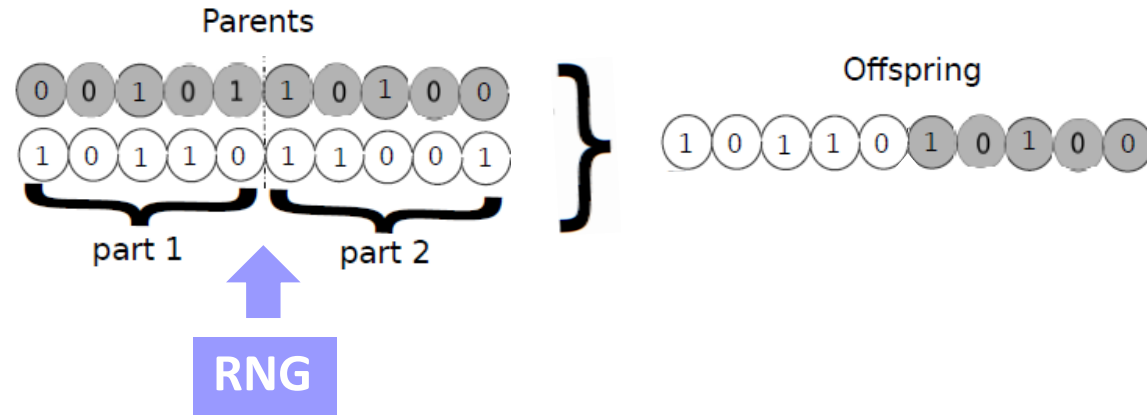 Parents
0 0 1 0 1 1 0 1 0 0
1 0 1 1 0 1 1 0 0 1
part 1 part 2
RNG
Offspring
1 0 1 1 0 1 0 1 0 0